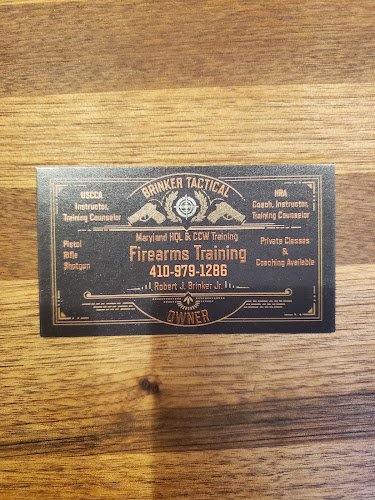 BRINKER TACTICAL
USCCA
Instructor,
Training Counselor
NRA
Coach, Instructor,
Training Counselor
Maryland HQL & CCW Training
Firearms Training
410-979-1286
Pistol
Rifle
Shotgun
Private Classes
&
Coaching Available
Robert J. Brinker Jr.
OWNER